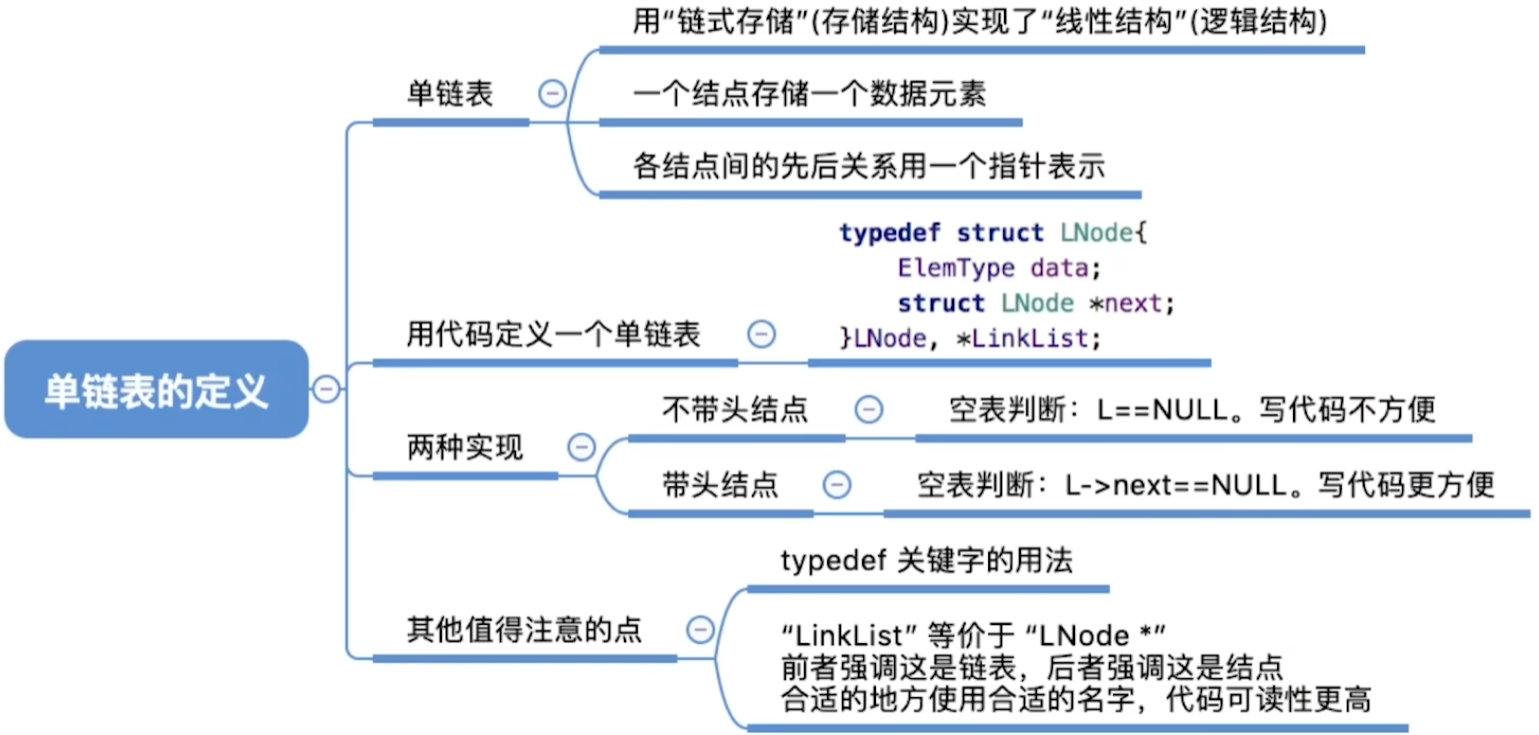 单链表的定义
单链表
用“链式存储”(存储结构)实现了“线性结构”(逻辑结构)
一个结点存储一个数据元素
各结点间的先后关系用一个指针表示
用代码定义一个单链表
typedef struct LNode{
    ElemType data;
    struct LNode *next;
}LNode, *LinkList;
两种实现
不带头结点
空表判断：L==NULL。写代码不方便
带头结点
空表判断：L->next==NULL。写代码更方便
其他值得注意的点
typedef 关键字的用法
“LinkList” 等价于 “LNode *”
前者强调这是链表，后者强调这是结点
合适的地方使用合适的名字，代码可读性更高